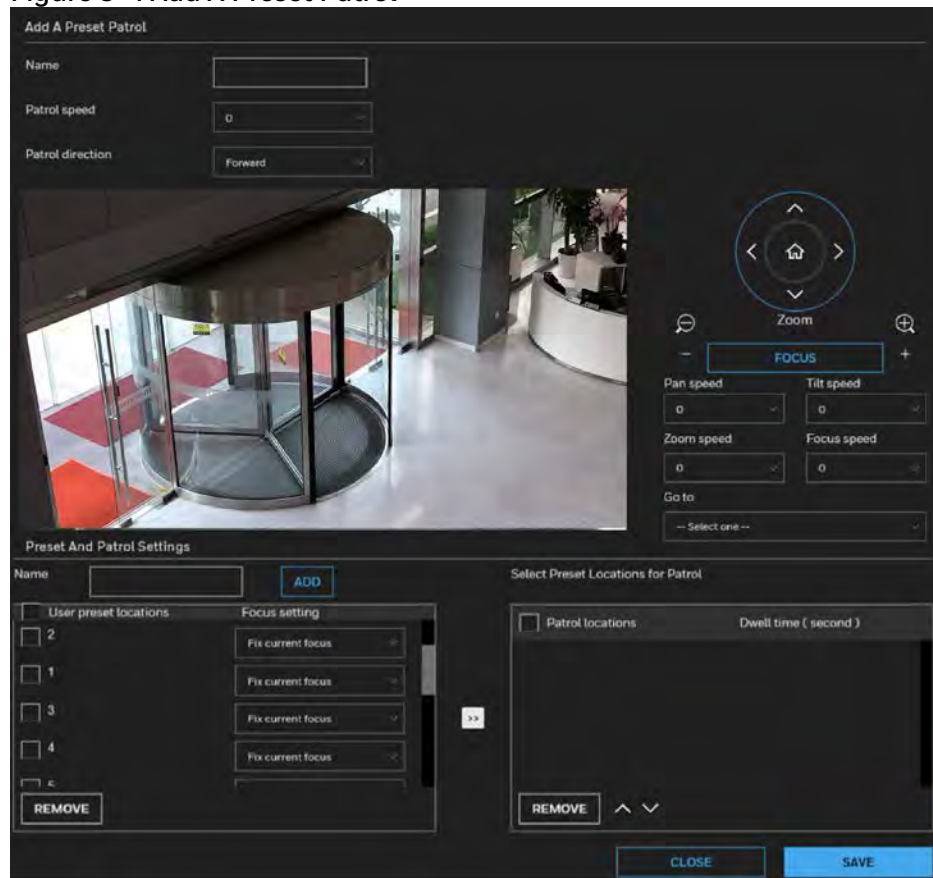 Add A Preset Patrol
Name
Patrol speed
0
Patrol direction
Forward
Zoom
- FOCUS +
Pan speed Tilt speed
0 0
Zoom speed Focus speed
0 0
Go to
-- Select one --
Preset And Patrol Settings
Name ADD Select Preset Locations for Patrol
User preset locations Focus setting
Patrol locations Dwell time ( second )
2 Fix current focus
1 Fix current focus
3 Fix current focus
>>
4 Fix current focus
REMOVE
REMOVE
CLOSE SAVE